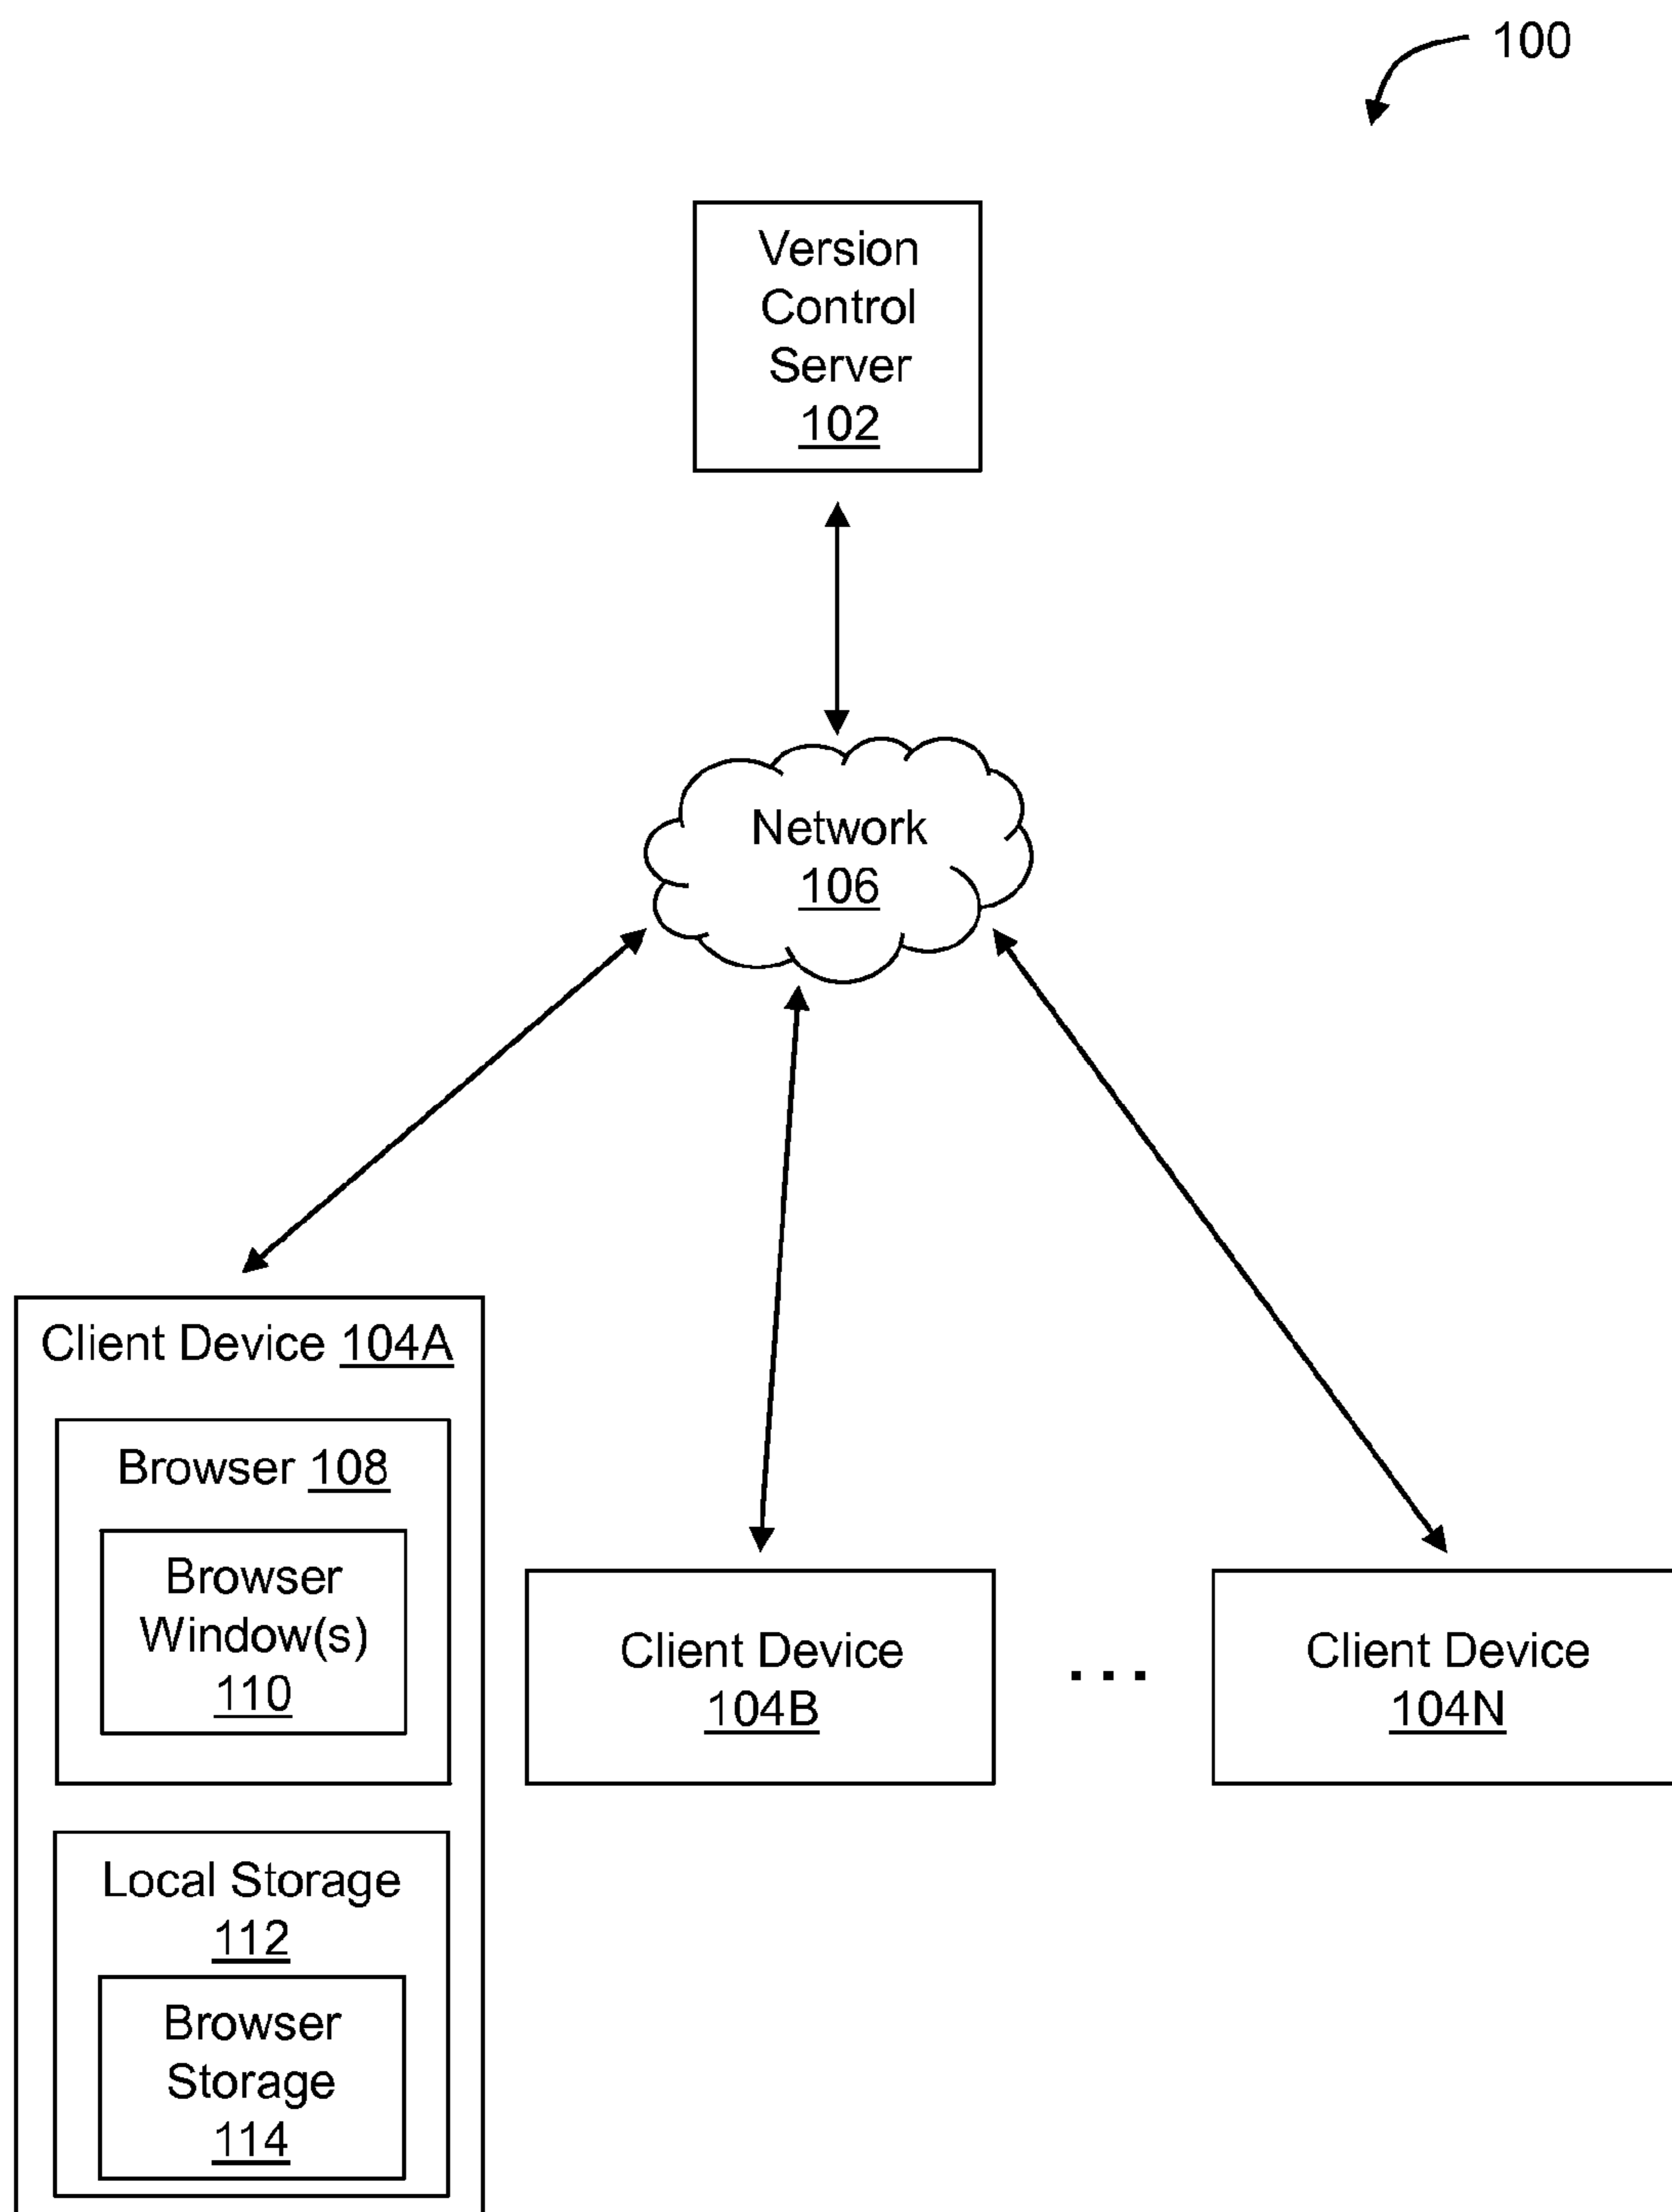 100
Version
Control
Server
102
Network
106
Client Device 104A
Browser 108
Browser
Window(s)
110
Local Storage
112
Browser
Storage
114
Client Device
104B
...
Client Device
104N